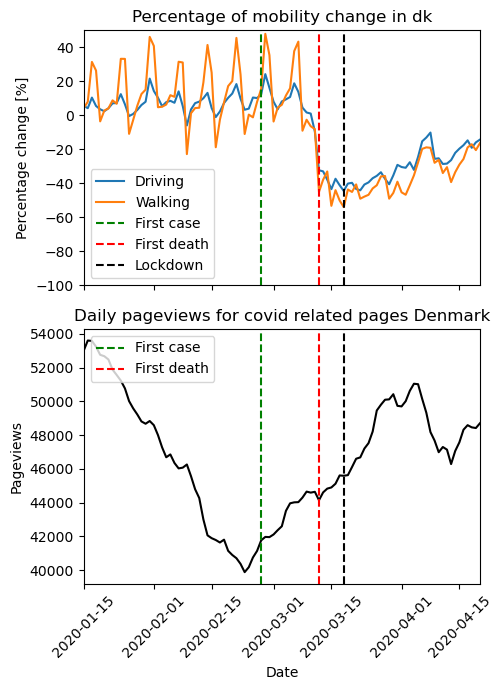 Percentage of mobility change in dk
Percentage change [%]
40
20
0
−20
−40
−60
−80
−100
Driving
Walking
First case
First death
Lockdown
Daily pageviews for covid related pages Denmark
Pageviews
54000
52000
50000
48000
46000
44000
42000
40000
First case
First death
2020-01-15
2020-02-01
2020-02-15
2020-03-01
2020-03-15
2020-04-01
2020-04-15
Date